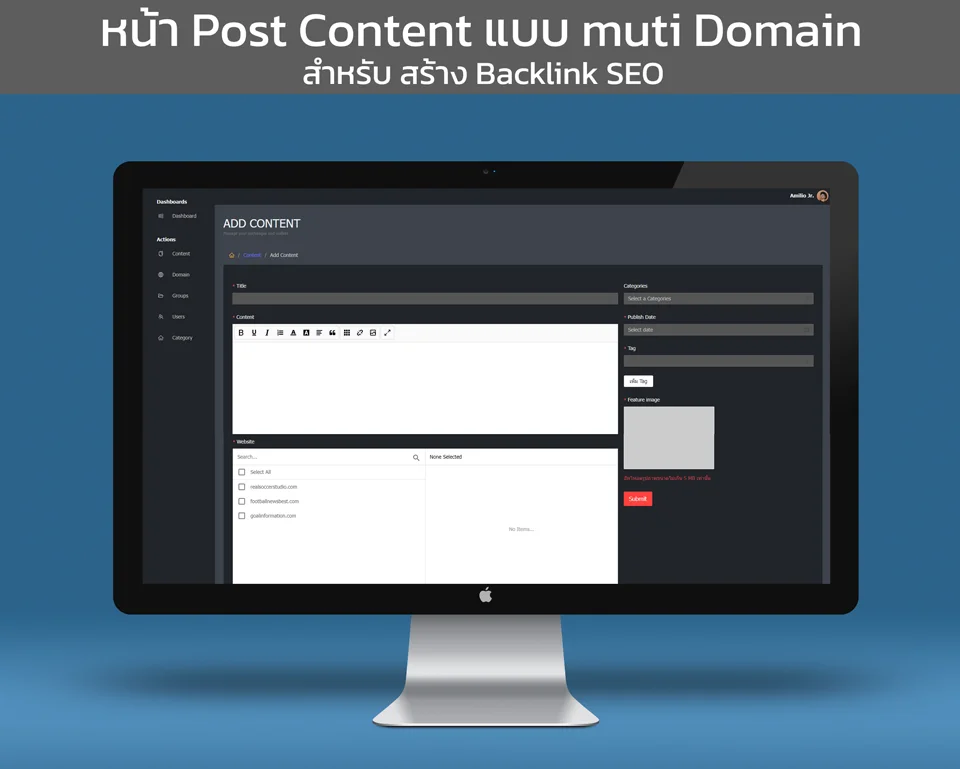 หน้า Post Content แบบ muti Domain
สำหรับ สร้าง Backlink SEO
Amilio Jr.
Dashboards
Dashboard
Actions
Content
Domain
Groups
Users
Category
ADD CONTENT
/ Content / Add Content
* Title
* Content
B U I A A
* Website
Search...
None Selected
Select All
realsoccerstudio.com
footballnewsbest.com
goalinformation.com
No Items...
Categories
Select a Categories
* Publish Date
Select date
* Tag
เพิ่ม Tag
* Feature image
Submit